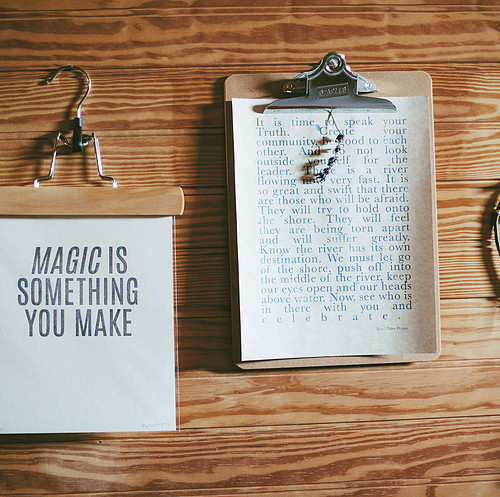 MAGIC IS
SOMETHING
YOU MAKE
It is time to speak your
Truth. Create your
community, be good to each
other. And not look
outside yourself for the
leader. There is a river
flowing now very fast. It is
so great and swift that there
are those who will be afraid.
They will try to hold onto
the shore. They will feel
they are being torn apart
and will suffer greatly.
Know the river has its own
destination. We must let go
of the shore, push off into
the middle of the river, keep
our eyes open and our heads
above water. Now, see who is
in there with you and
celebrate.